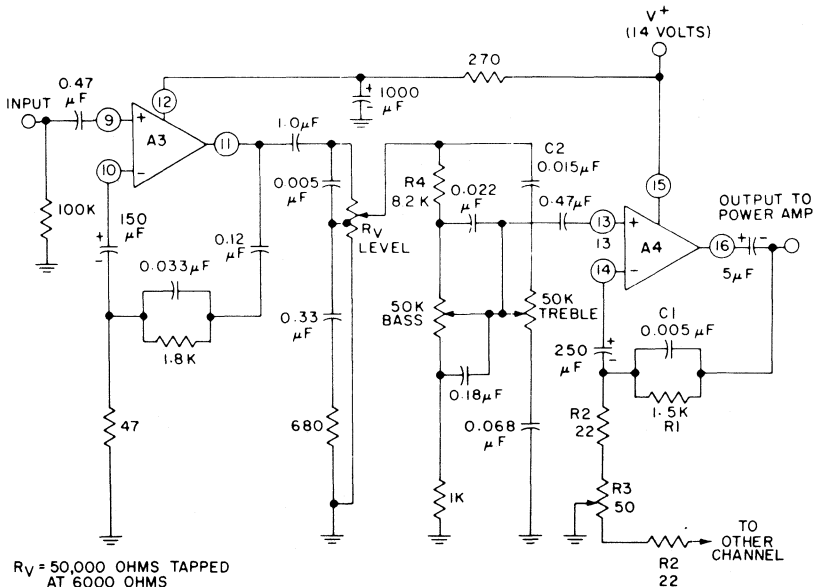 V+
(14 VOLTS)
270
0.47
μF
INPUT
12
+
1000
-
μF
9
+
A3
11
1.0μF
10
-
C2
0.015μF
15
0.005
μF
R4
8.2 K
0.022
μF
0.47μF
OUTPUT TO
POWER AMP
100K
150
μF
+
-
RV
LEVEL
13
13
+
A4
16
+
-
5μF
0.12
μF
14
-
0.033μF
50K
BASS
50K
TREBLE
C1
0.005 μF
0.33
μF
250
μF
+
-
1.8K
0.18μF
1.5K
R1
R2
22
47
680
0.068
μF
1K
R3
50
TO
OTHER
CHANNEL
R2
22
RV = 50,000 OHMS TAPPED
AT 6000 OHMS